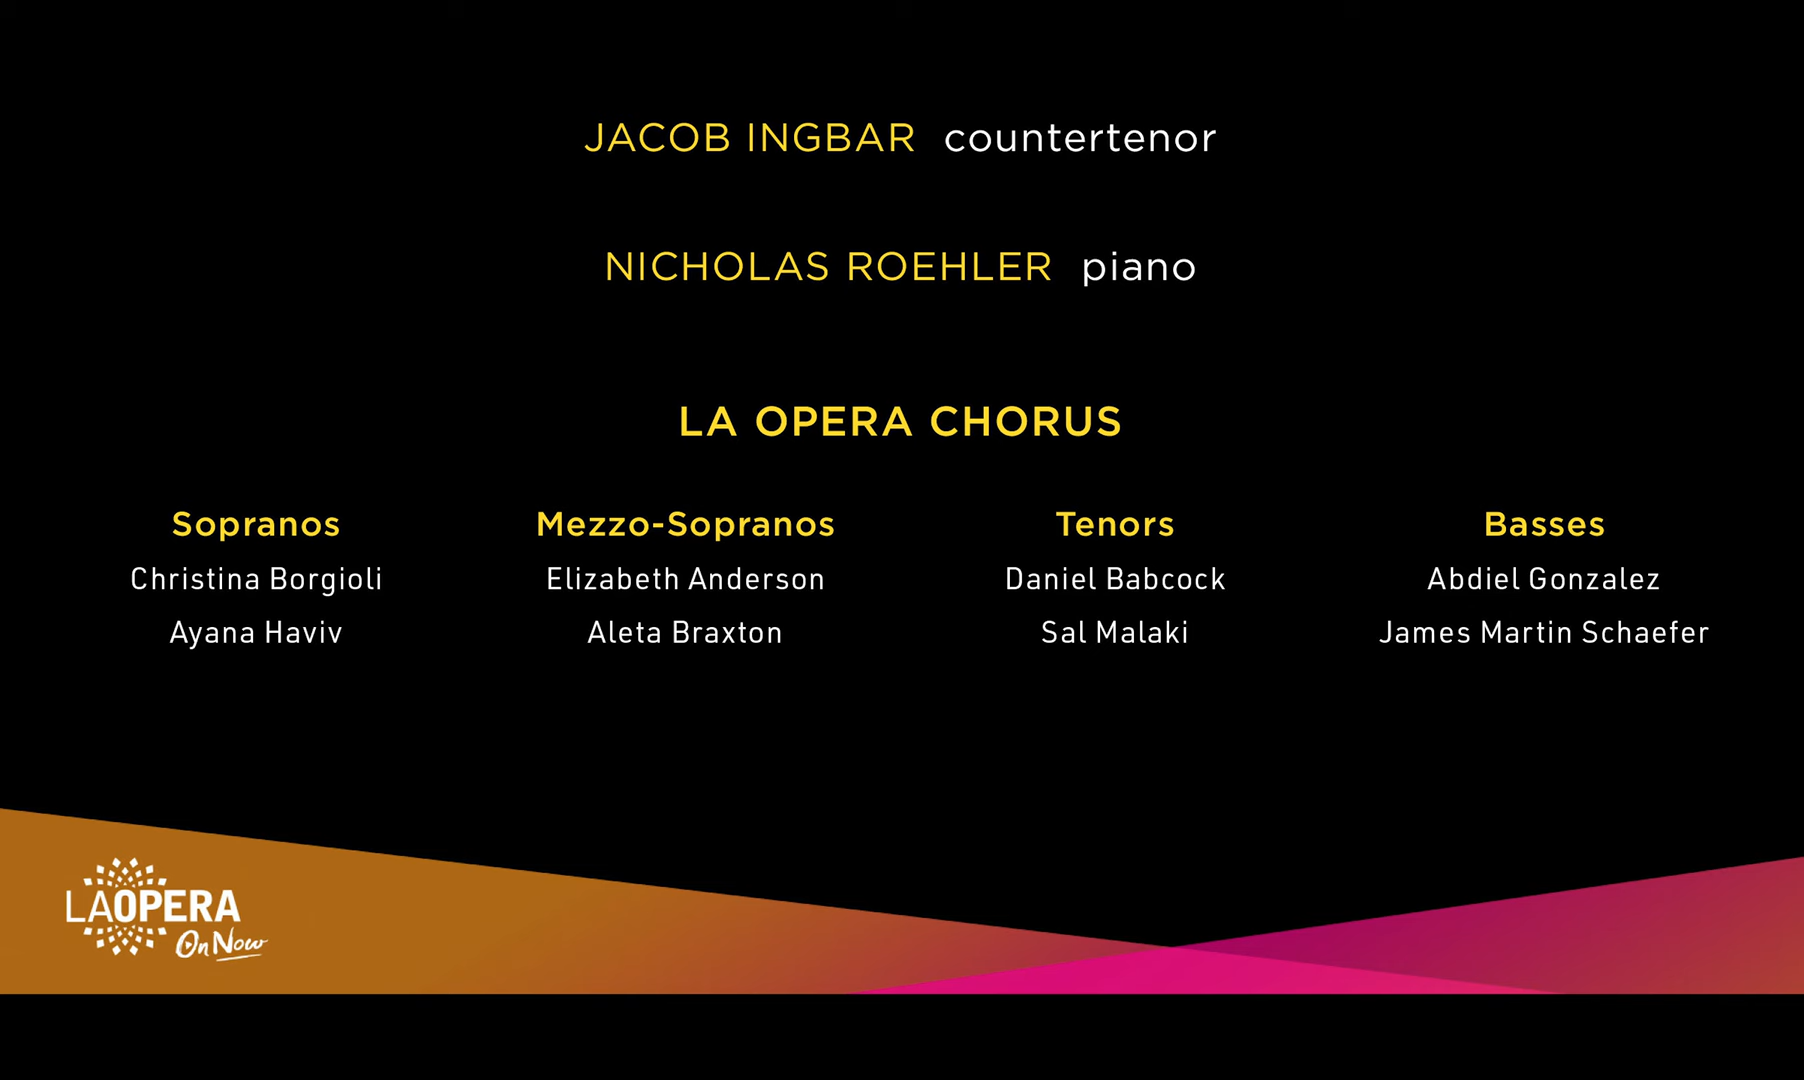 JACOB INGBAR countertenor
NICHOLAS ROEHLER piano
LA OPERA CHORUS
Sopranos
Christina Borgioli
Ayana Haviv
Mezzo-Sopranos
Elizabeth Anderson
Aleta Braxton
Tenors
Daniel Babcock
Sal Malaki
Basses
Abdiel Gonzalez
James Martin Schaefer
LAOPERA
On Now